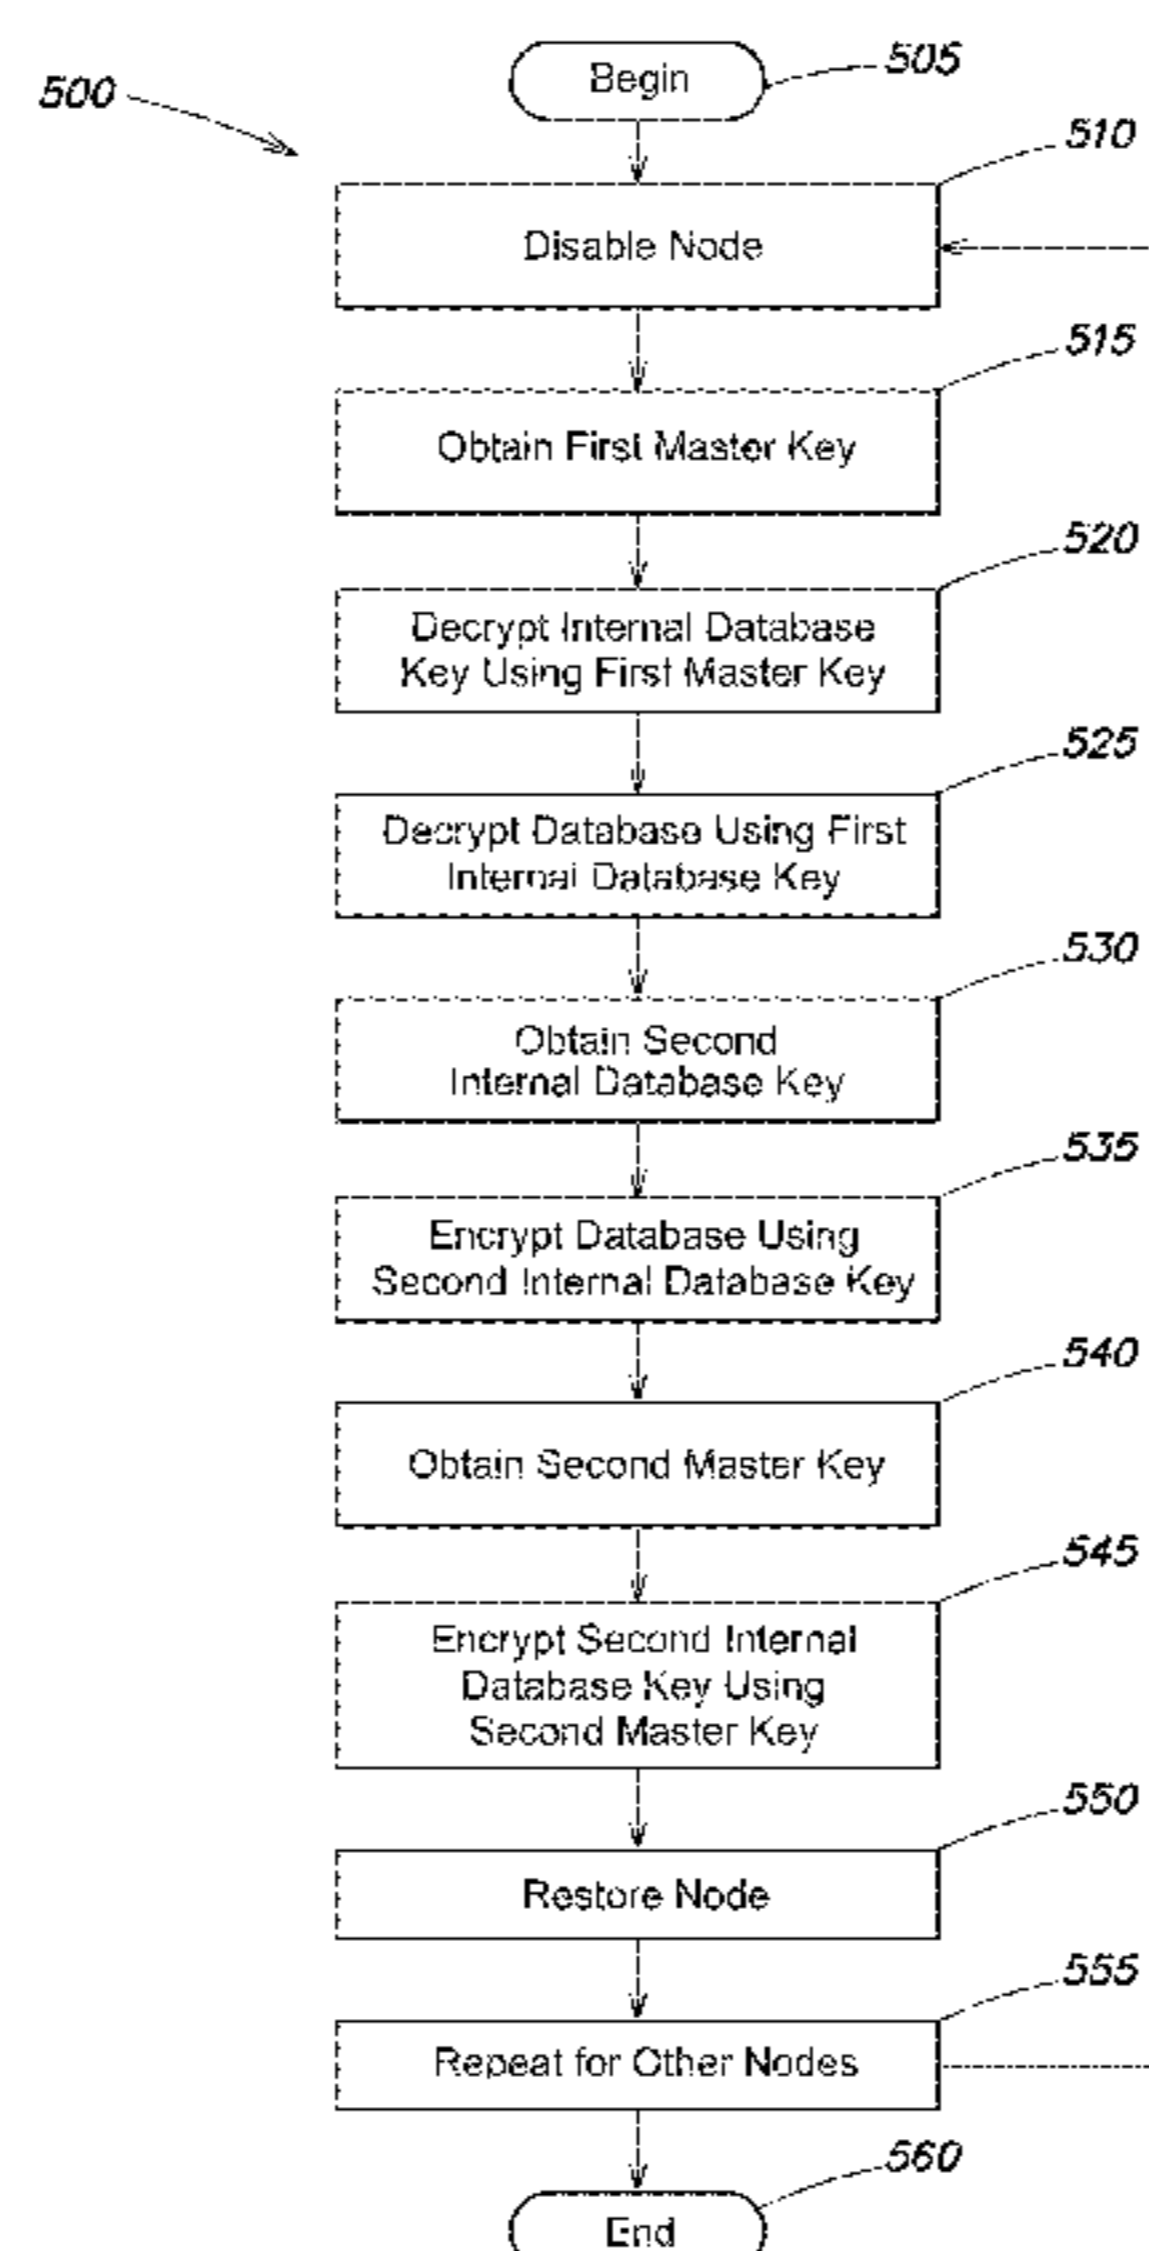 500
Begin
505
510
Disable Node
515
Obtain First Master Key
520
Decrypt Internal Database
Key Using First Master Key
525
Decrypt Database Using First
Internal Database Key
530
Obtain Second
Internal Database Key
535
Encrypt Database Using
Second Internal Database Key
540
Obtain Second Master Key
545
Encrypt Second Internal
Database Key Using
Second Master Key
550
Restore Node
555
Repeat for Other Nodes
560
End